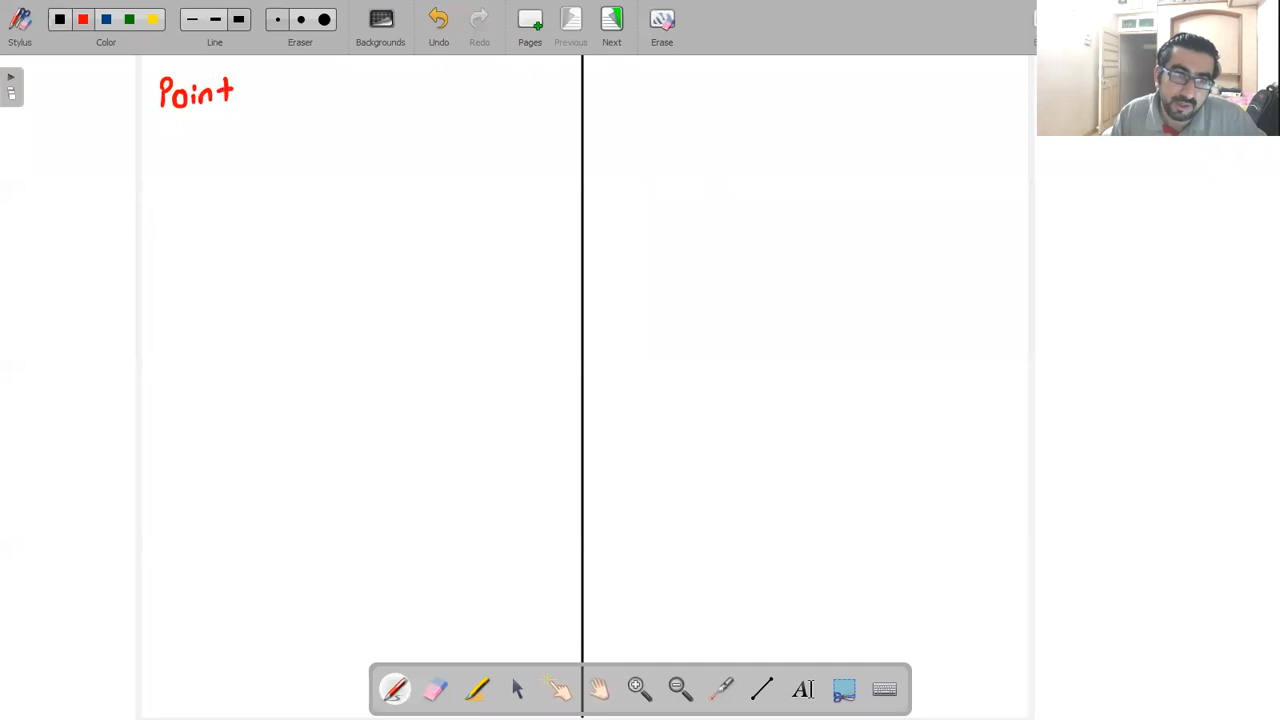 Stylus
Color
Line
Eraser
Backgrounds
Undo
Redo
Pages
Previous
Next
Erase
Point